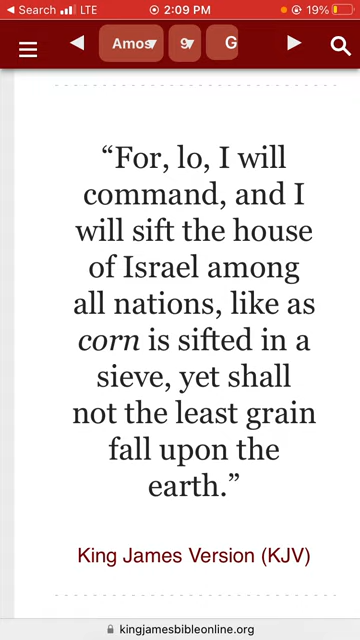 Search LTE 2:09 PM 19%
Amos 9 G
“For, lo, I will
command, and I
will sift the house
of Israel among
all nations, like as
corn is sifted in a
sieve, yet shall
not the least grain
fall upon the
earth.”
King James Version (KJV)
kingjamesbibleonline.org